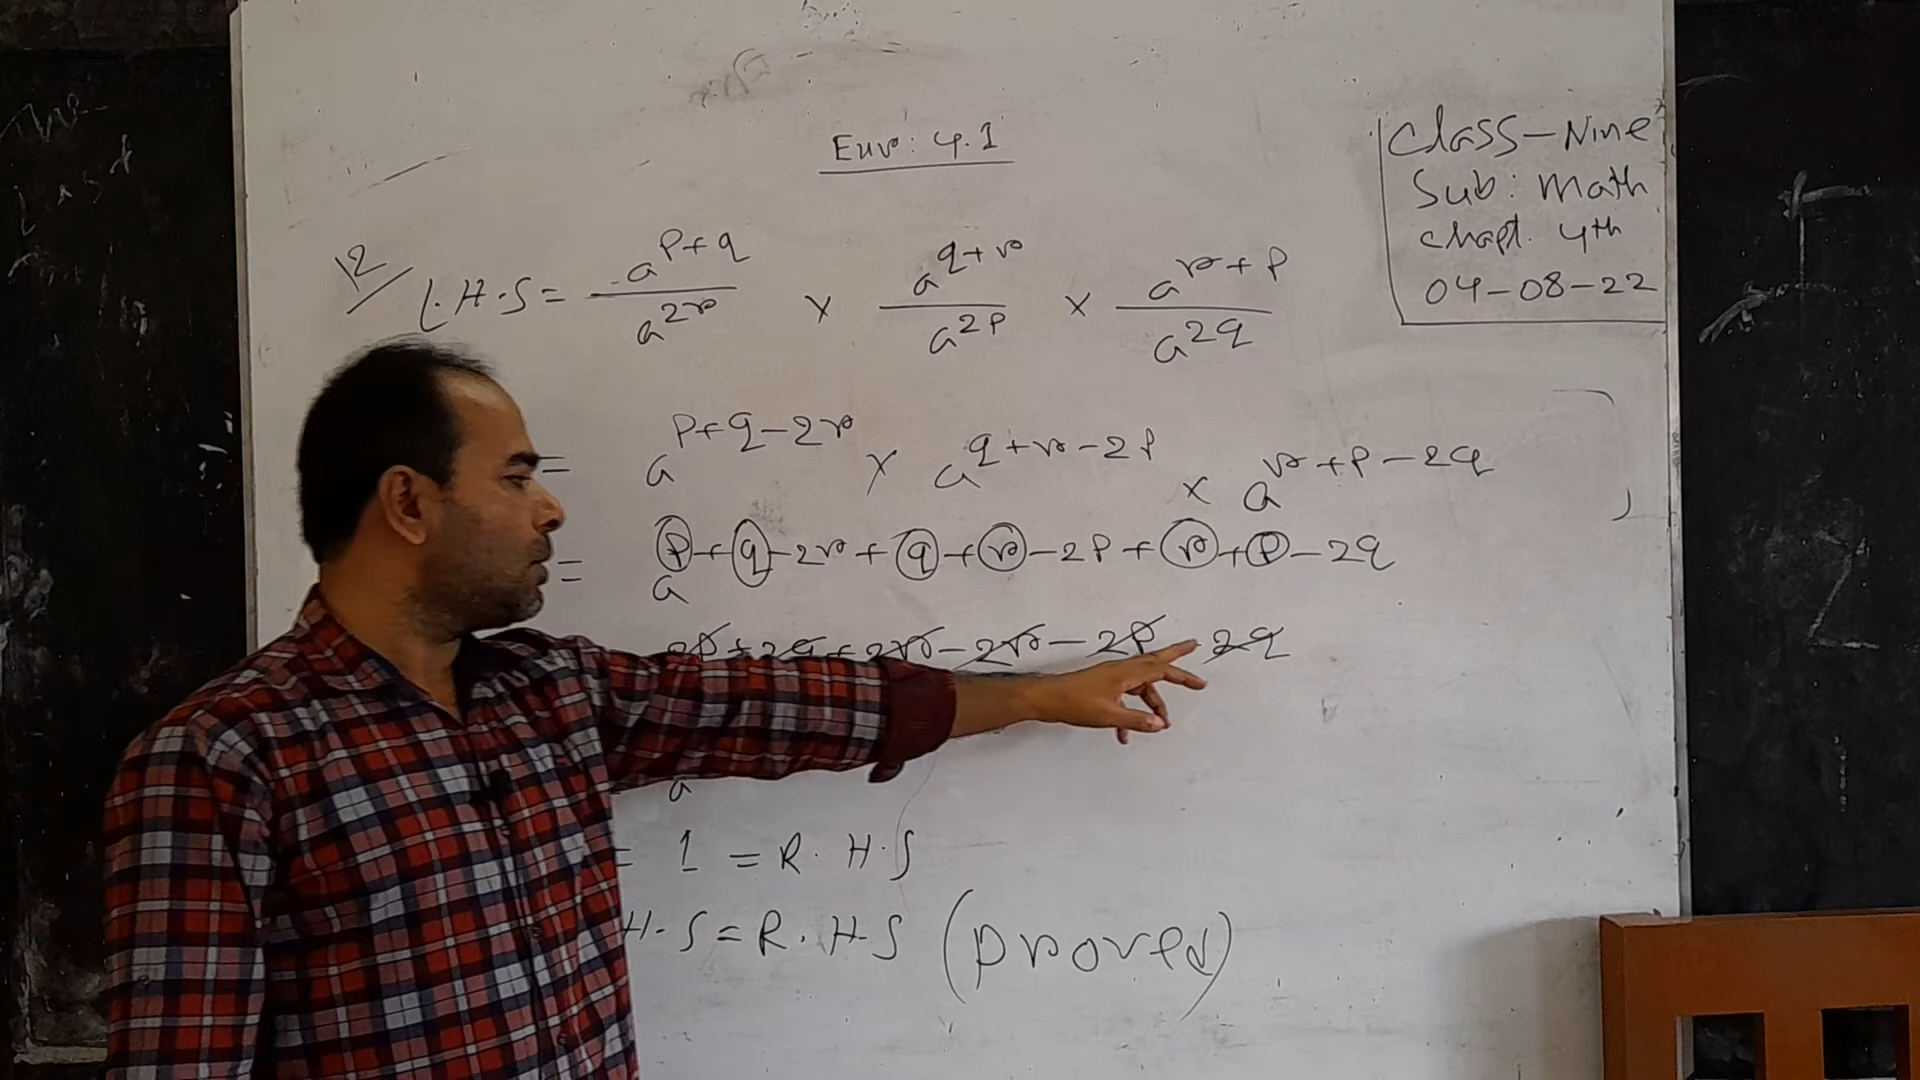 Exer: 4.1
Class-Nine
Sub: Math
Chapt. 4th
04-08-22
12
L.H.S = a^{p+q}/a^{2r} × a^{q+r}/a^{2p} × a^{r+p}/a^{2q}
= a^{p+q-2r} × a^{q+r-2p} × a^{r+p-2q}
= a^{p+q-2r+q+r-2p+r+p-2q}
2p+2q+2r-2r-2p-2q
a
= 1 = R.H.S
H.S = R.H.S (proved)